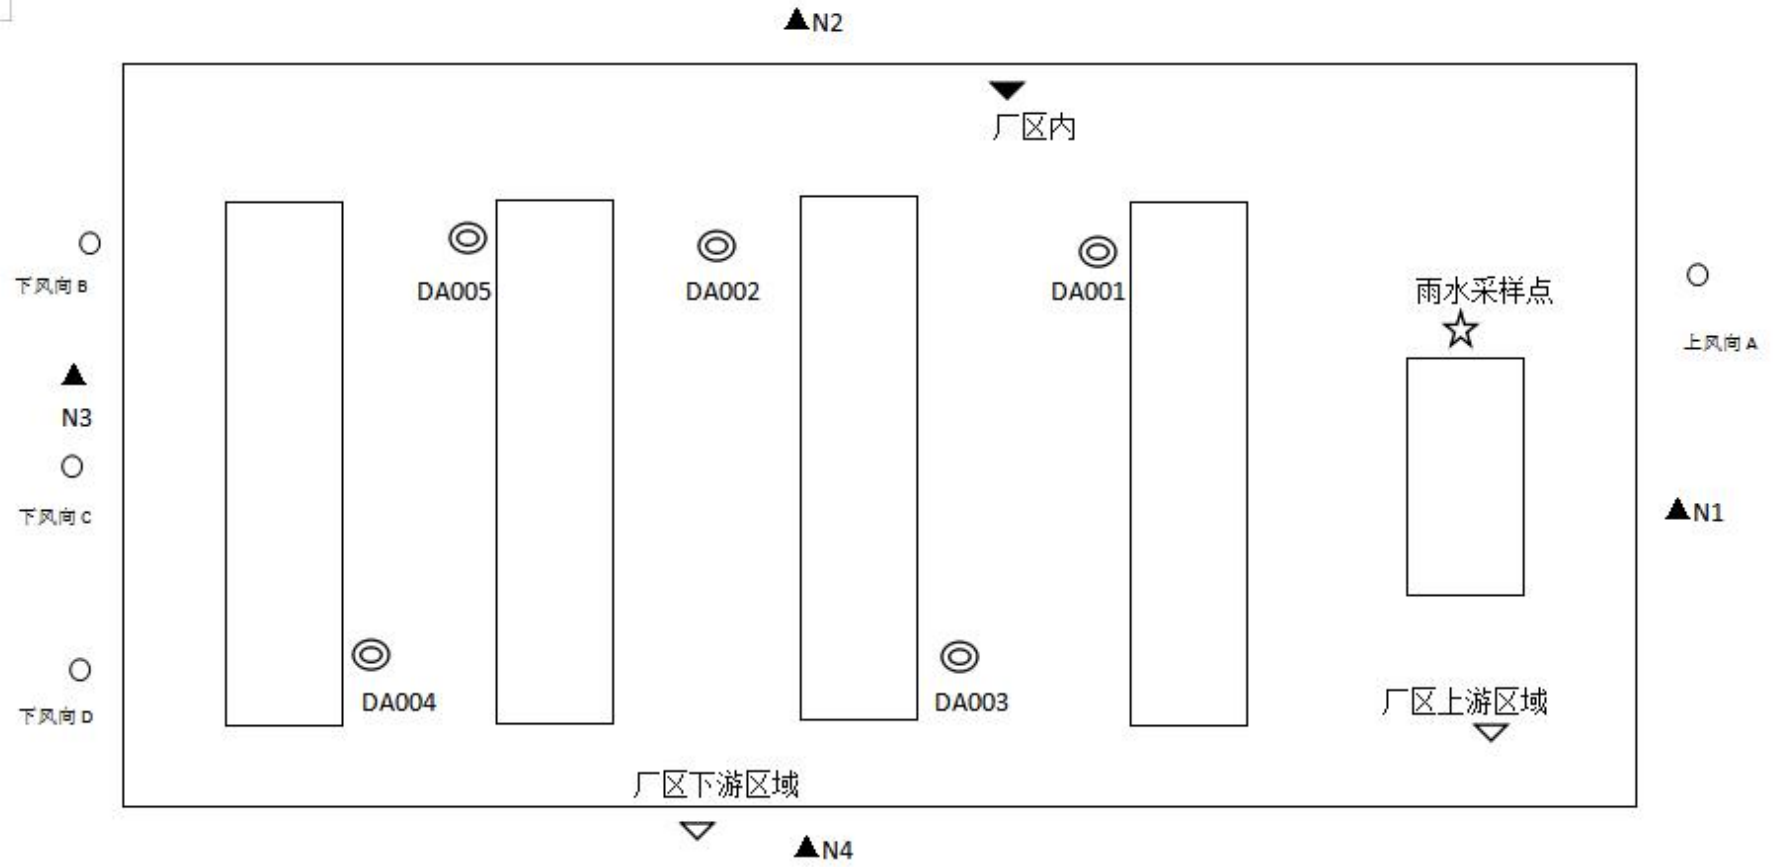 N2
厂区内
下风向 B
DA005
DA002
DA001
雨水采样点
上风向 A
N3
下风向 C
N1
DA004
DA003
厂区上游区域
下风向 D
厂区下游区域
N4